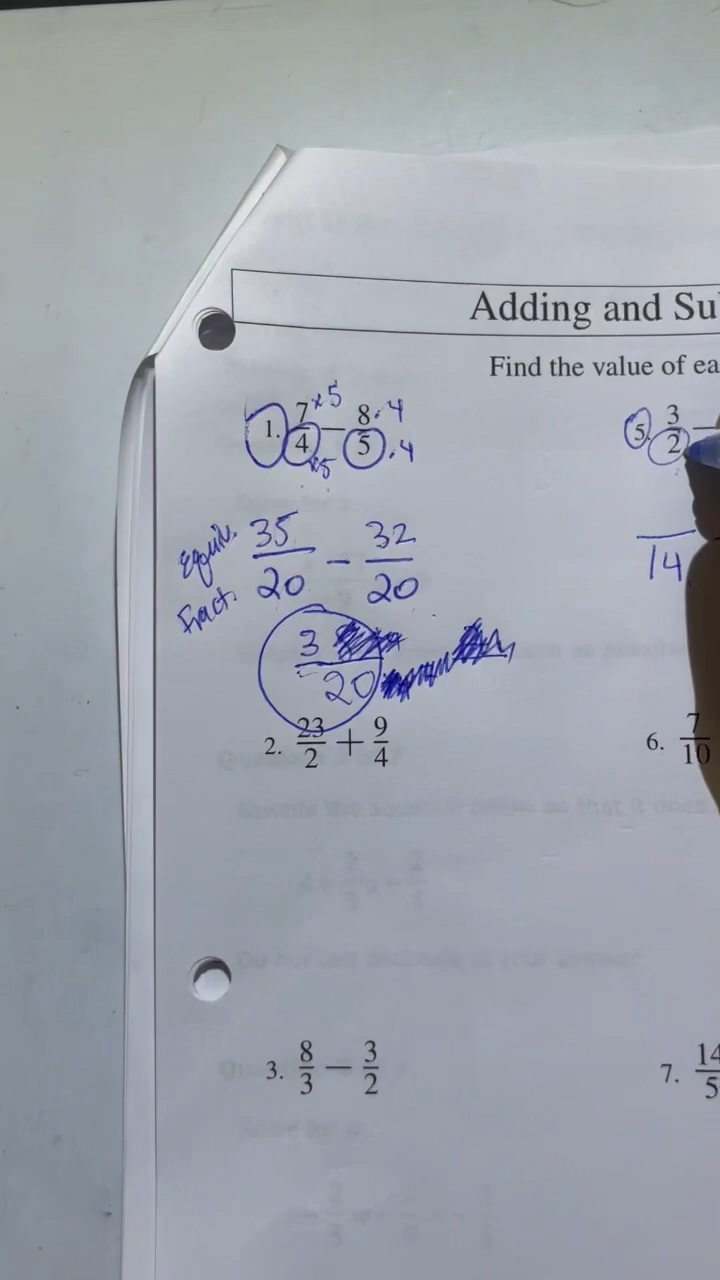 Adding and Su
Find the value of ea
1. 7/4 x5 x5 − 8/5 · 4 · 4
Equiv. Fract. 35/20 − 32/20
3/20
2. 23/2 + 9/4
3. 8/3 − 3/2
5. 3/2 −
/14
6. 7/10
7. 14/5